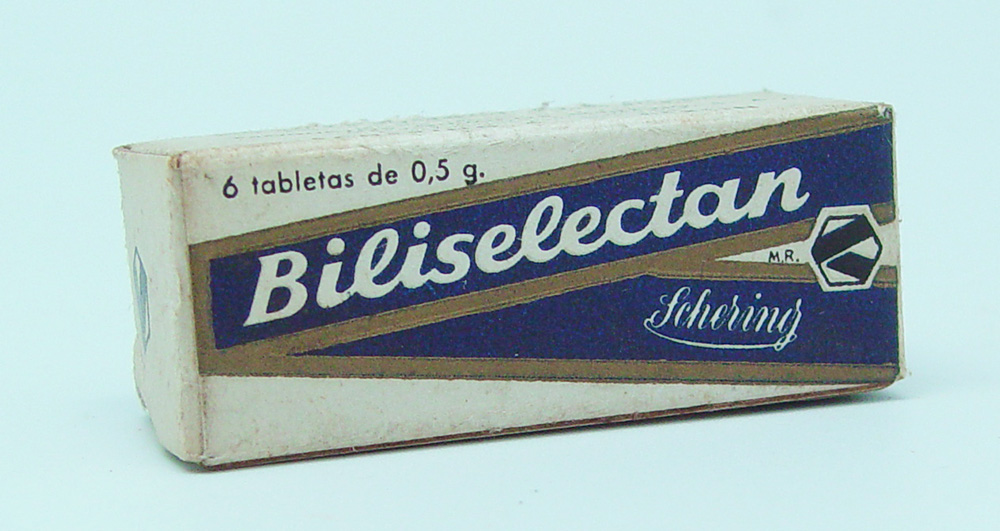 6 tabletas de 0,5 g.
Biliselectan
M.R.
Schering